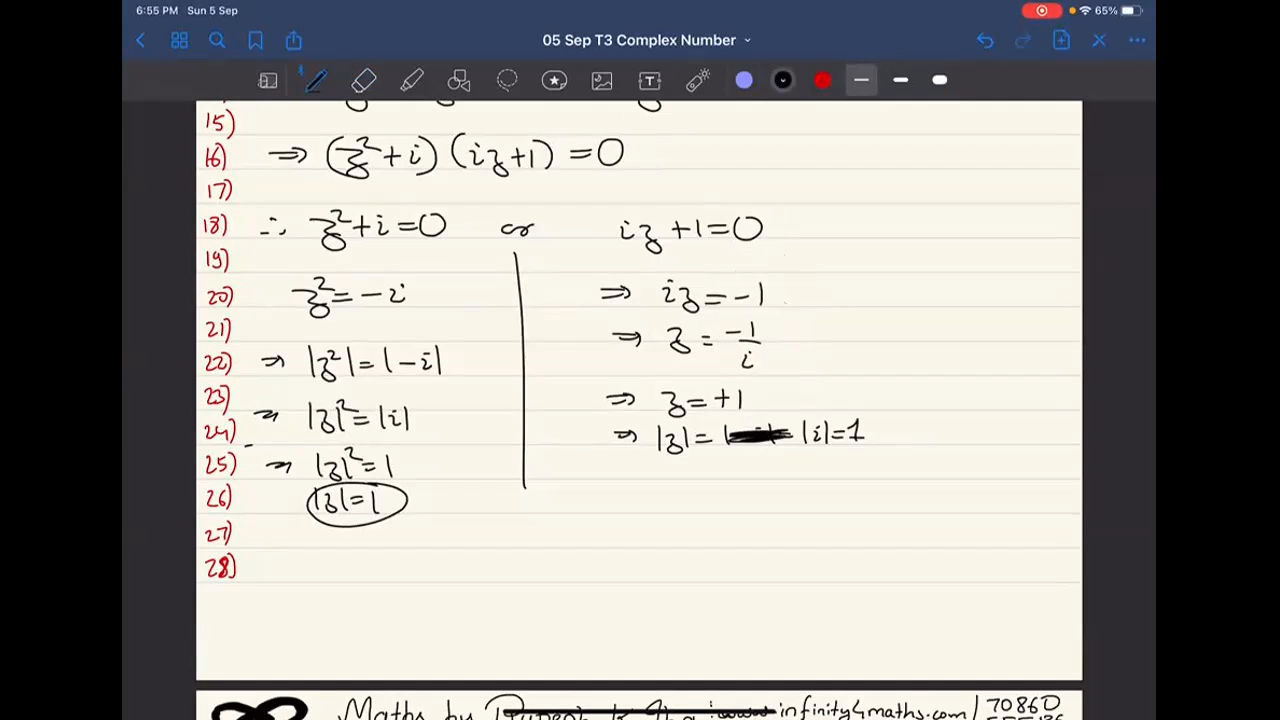 6:55 PM Sun 5 Sep 65%
05 Sep T3 Complex Number
15)
16) ⇒ (z²+i) (iz+1) = 0
17)
18) ∴ z²+i=0 or iz+1=0
19)
20) z²=-i ⇒ iz=-1
21) ⇒ z = -1/i
22) ⇒ |z²|=|-i|
23) ⇒ z=+1
24) ⇒ |z|²=|i| ⇒ |z|= |i|=1
25) ⇒ |z|²=1
26) |z|=1
27)
28)
Maths by infinity4maths.com/70860